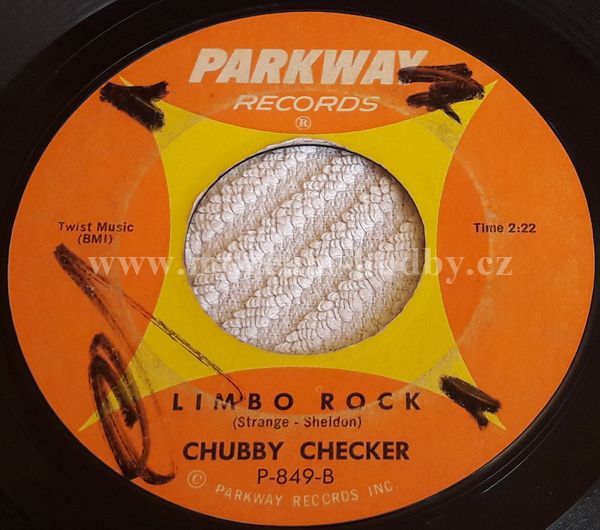 PARKWAY
RECORDS
®
Twist Music
(BMI)
Time 2:22
LIMBO ROCK
(Strange - Sheldon)
CHUBBY CHECKER
P-849-B
© PARKWAY RECORDS INC.